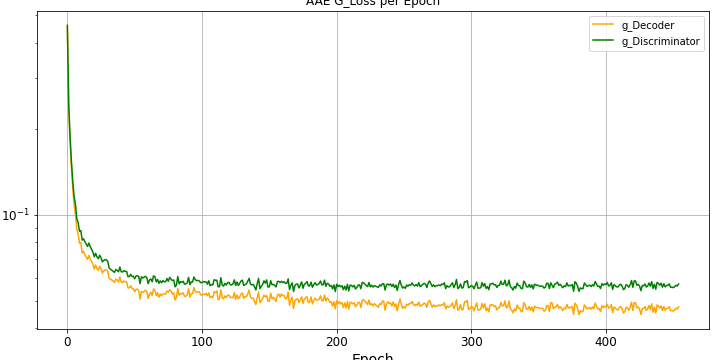 AAE G_Loss per Epoch
g_Decoder
g_Discriminator
10⁻¹
0 100 200 300 400
Epoch